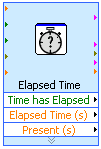 Elapsed Time
Time has Elapsed
Elapsed Time (s)
Present (s)